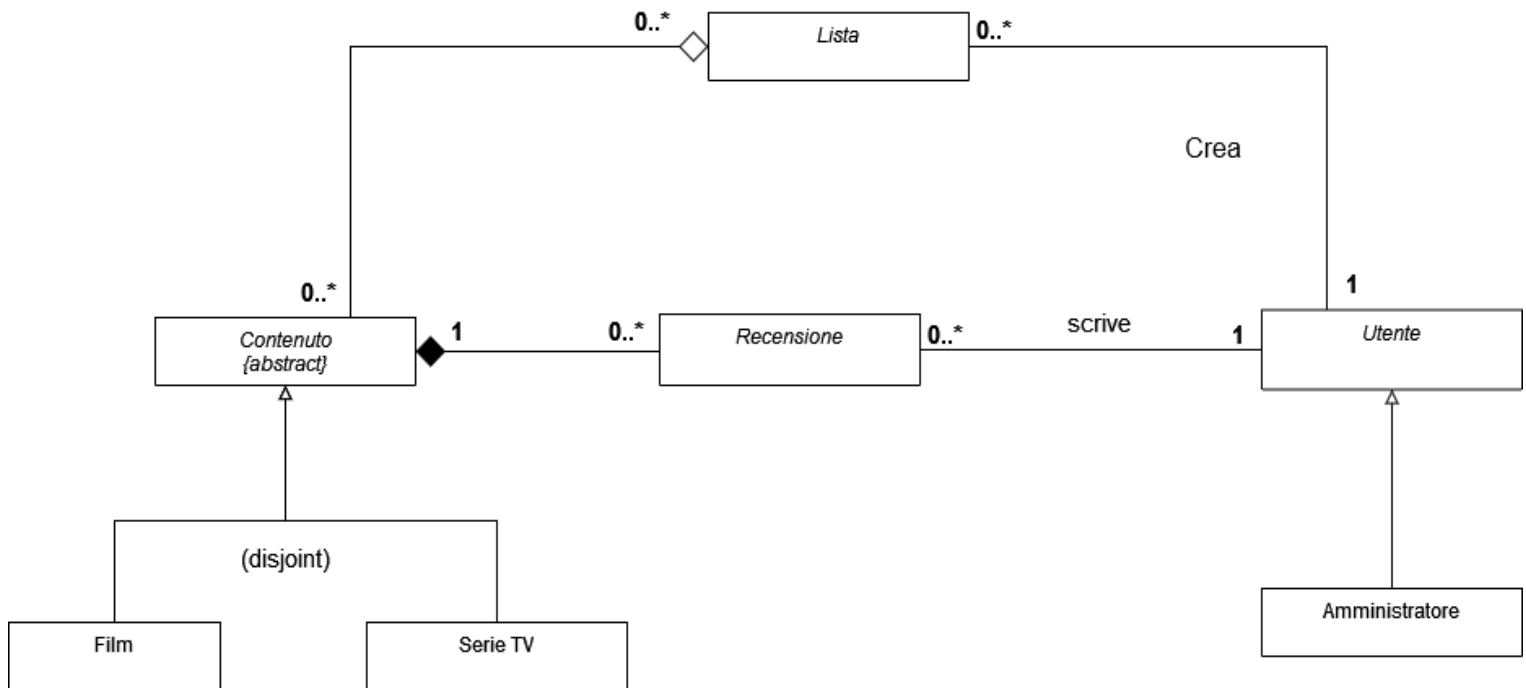 0..*
Lista
0..*
Crea
0..*
1
Contenuto
{abstract}
1
0..*
Recensione
0..*
scrive
1
Utente
(disjoint)
Film
Serie TV
Amministratore